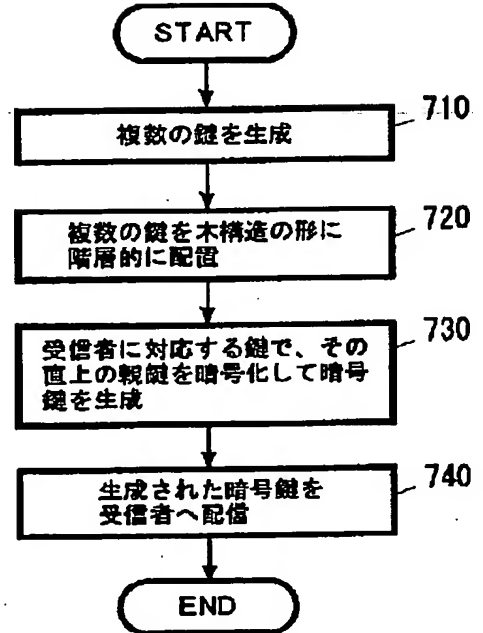 START
710
複数の鍵を生成
720
複数の鍵を木構造の形に
階層的に配置
730
受信者に対応する鍵で、その
直上の親鍵を暗号化して暗号
鍵を生成
740
生成された暗号鍵を
受信者へ配信
END